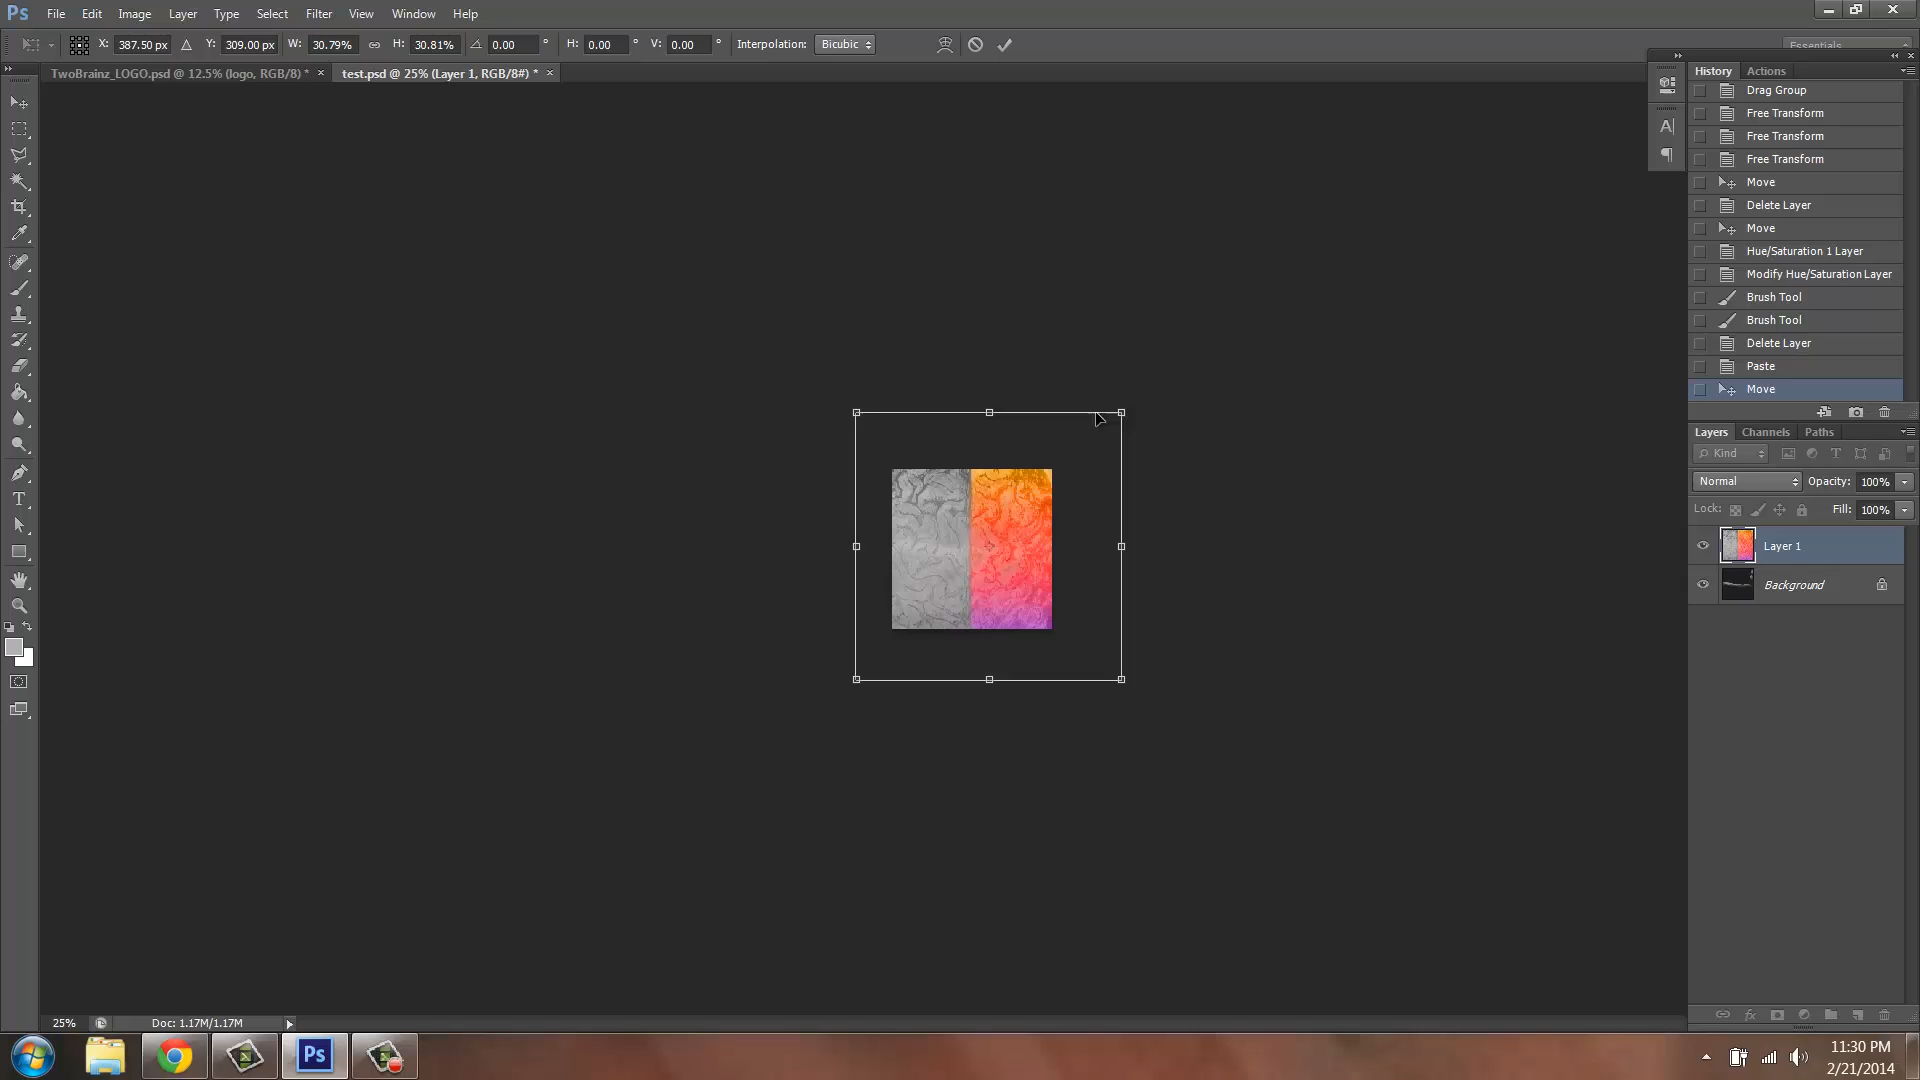 Ps File Edit Image Layer Type Select Filter View Window Help
X: 387.50 px Y: 309.00 px W: 30.79% H: 30.81% 0.00 ° H: 0.00 ° V: 0.00 ° Interpolation: Bicubic
Essentials
TwoBrainz_LOGO.psd @ 12.5% (logo, RGB/8) * × test.psd @ 25% (Layer 1, RGB/8#) * ×
History Actions
Drag Group
Free Transform
Free Transform
Free Transform
Move
Delete Layer
Move
Hue/Saturation 1 Layer
Modify Hue/Saturation Layer
Brush Tool
Brush Tool
Delete Layer
Paste
Move
Layers Channels Paths
Kind
Normal Opacity: 100%
Lock: Fill: 100%
Layer 1
Background
25% Doc: 1.17M/1.17M
Ps
11:30 PM
2/21/2014